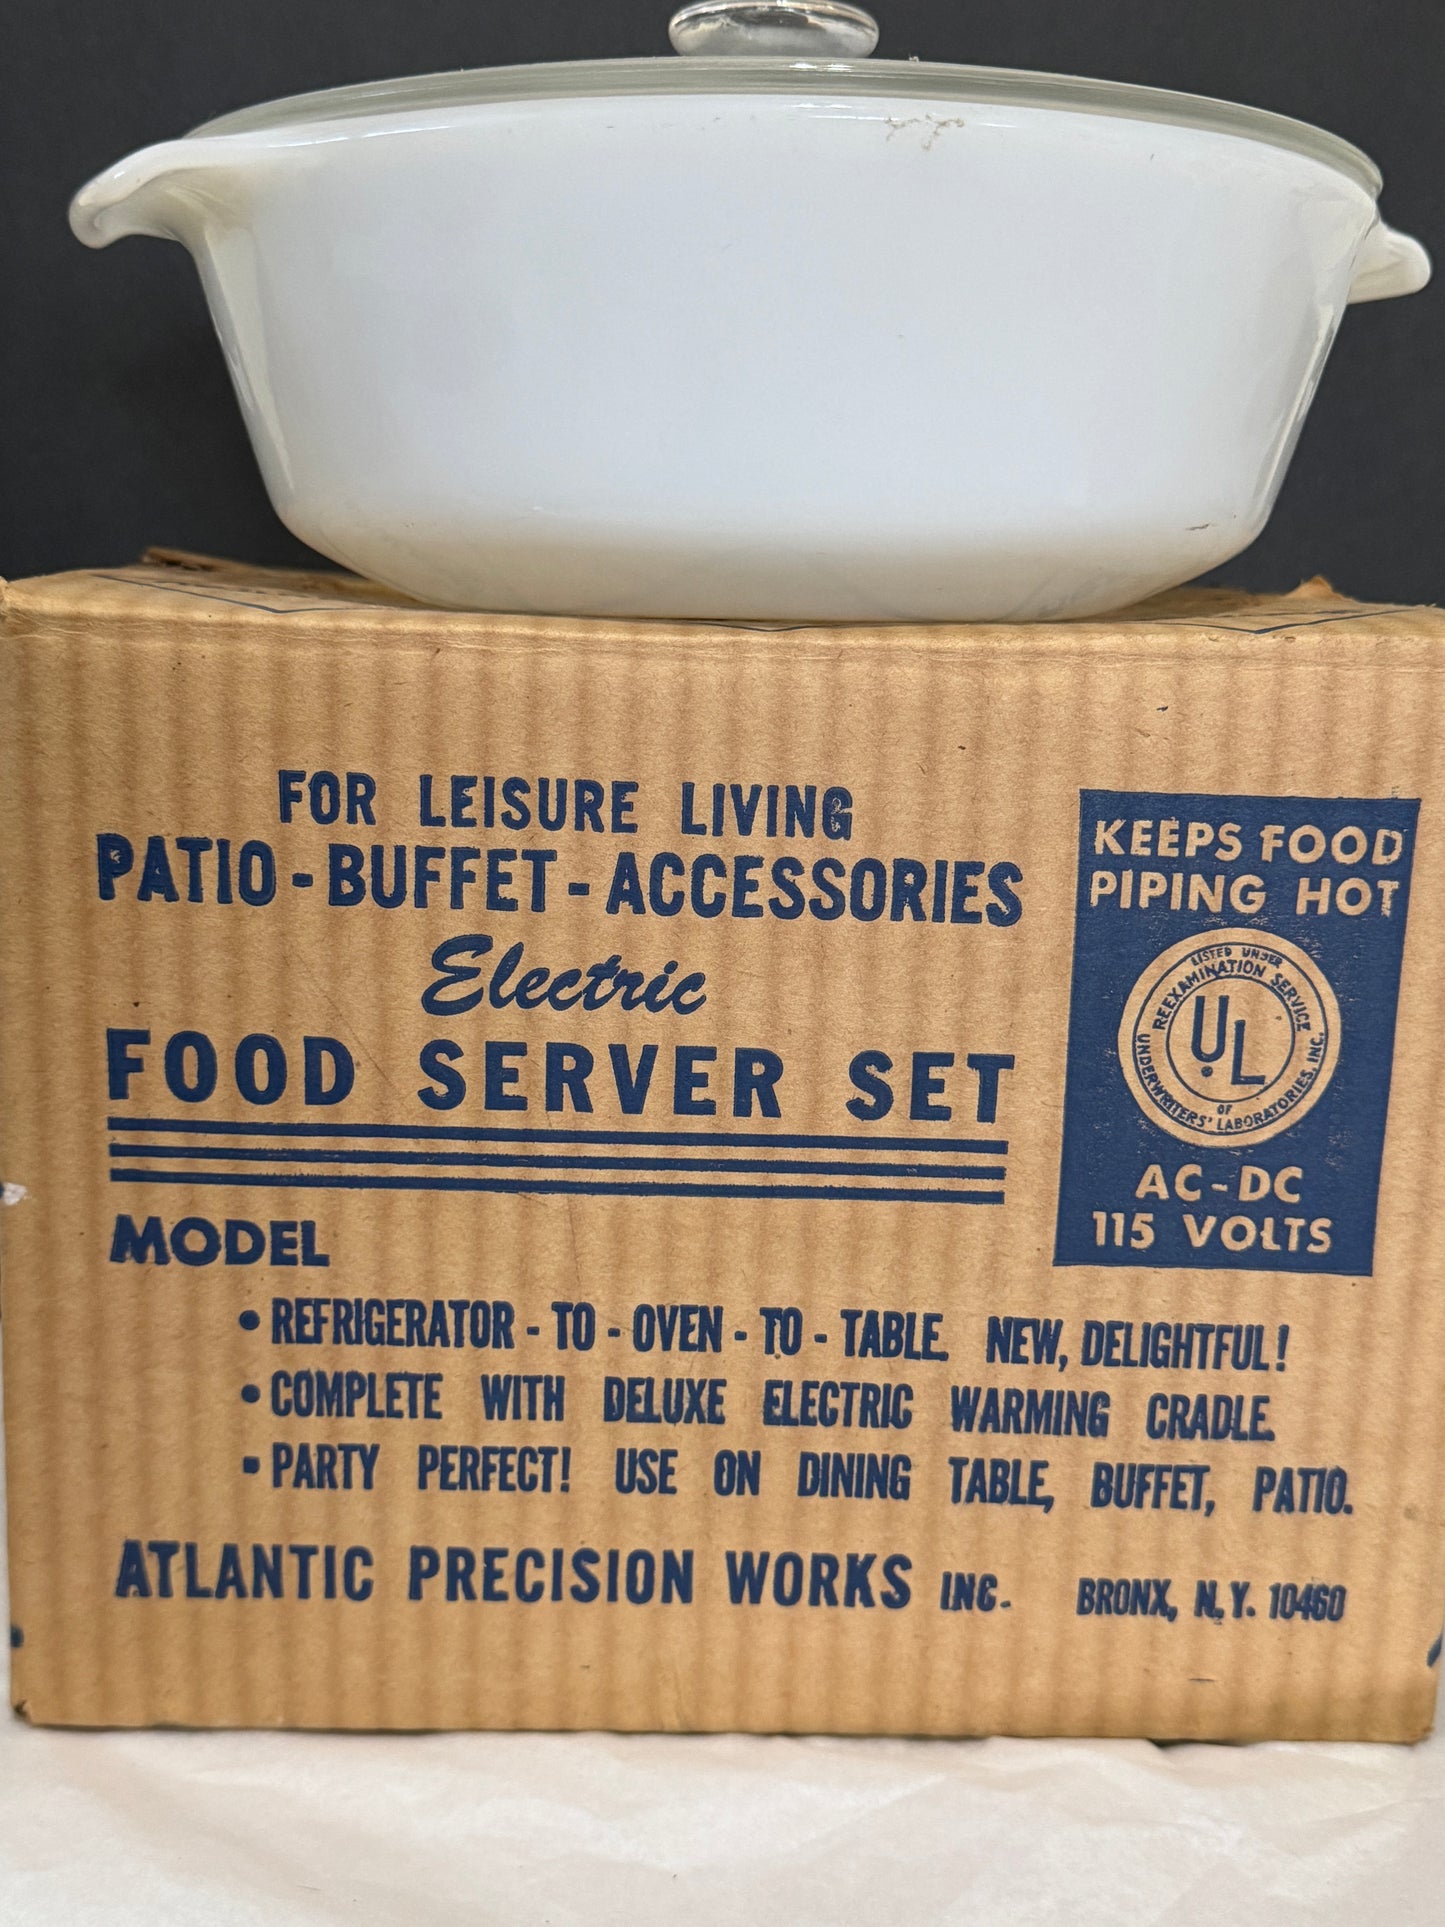 FOR LEISURE LIVING
PATIO - BUFFET - ACCESSORIES
Electric
FOOD SERVER SET
MODEL
• REFRIGERATOR - TO - OVEN - TO - TABLE. NEW, DELIGHTFUL!
• COMPLETE WITH DELUXE ELECTRIC WARMING CRADLE.
• PARTY PERFECT! USE ON DINING TABLE, BUFFET, PATIO.
ATLANTIC PRECISION WORKS INC. BRONX, N.Y. 10460
KEEPS FOOD
PIPING HOT
LISTED UNDER
REEXAMINATION SERVICE
UL
OF
UNDERWRITERS' LABORATORIES, INC.
AC-DC
115 VOLTS